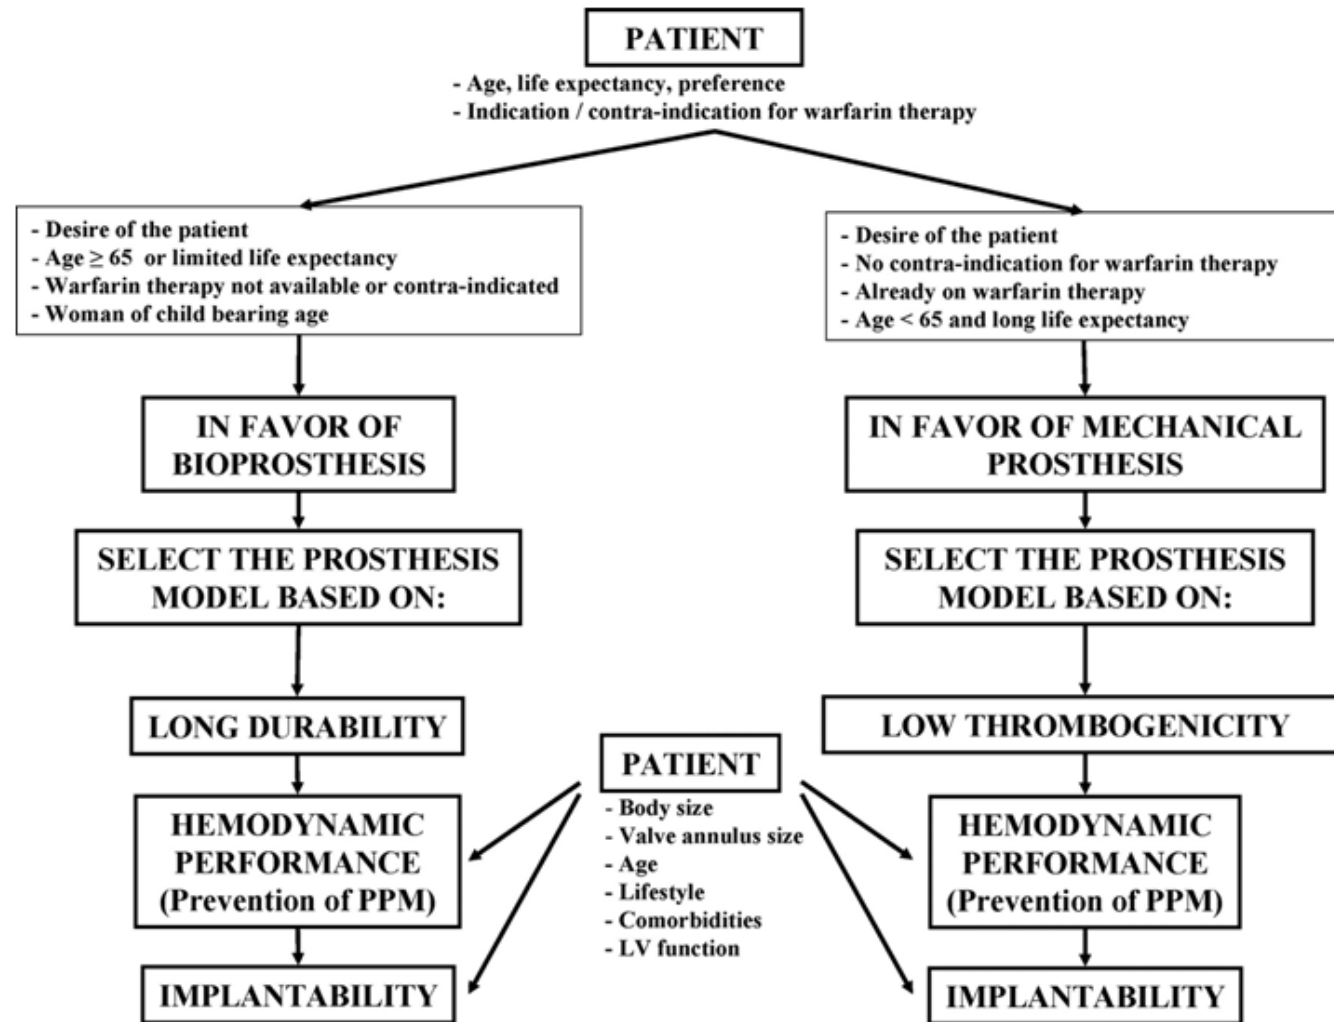 PATIENT
- Age, life expectancy, preference
- Indication / contra-indication for warfarin therapy
- Desire of the patient
- Age ≥ 65 or limited life expectancy
- Warfarin therapy not available or contra-indicated
- Woman of child bearing age
- Desire of the patient
- No contra-indication for warfarin therapy
- Already on warfarin therapy
- Age < 65 and long life expectancy
IN FAVOR OF
BIOPROSTHESIS
IN FAVOR OF MECHANICAL
PROSTHESIS
SELECT THE PROSTHESIS
MODEL BASED ON:
SELECT THE PROSTHESIS
MODEL BASED ON:
LONG DURABILITY
LOW THROMBOGENICITY
PATIENT
- Body size
- Valve annulus size
- Age
- Lifestyle
- Comorbidities
- LV function
HEMODYNAMIC
PERFORMANCE
(Prevention of PPM)
HEMODYNAMIC
PERFORMANCE
(Prevention of PPM)
IMPLANTABILITY
IMPLANTABILITY